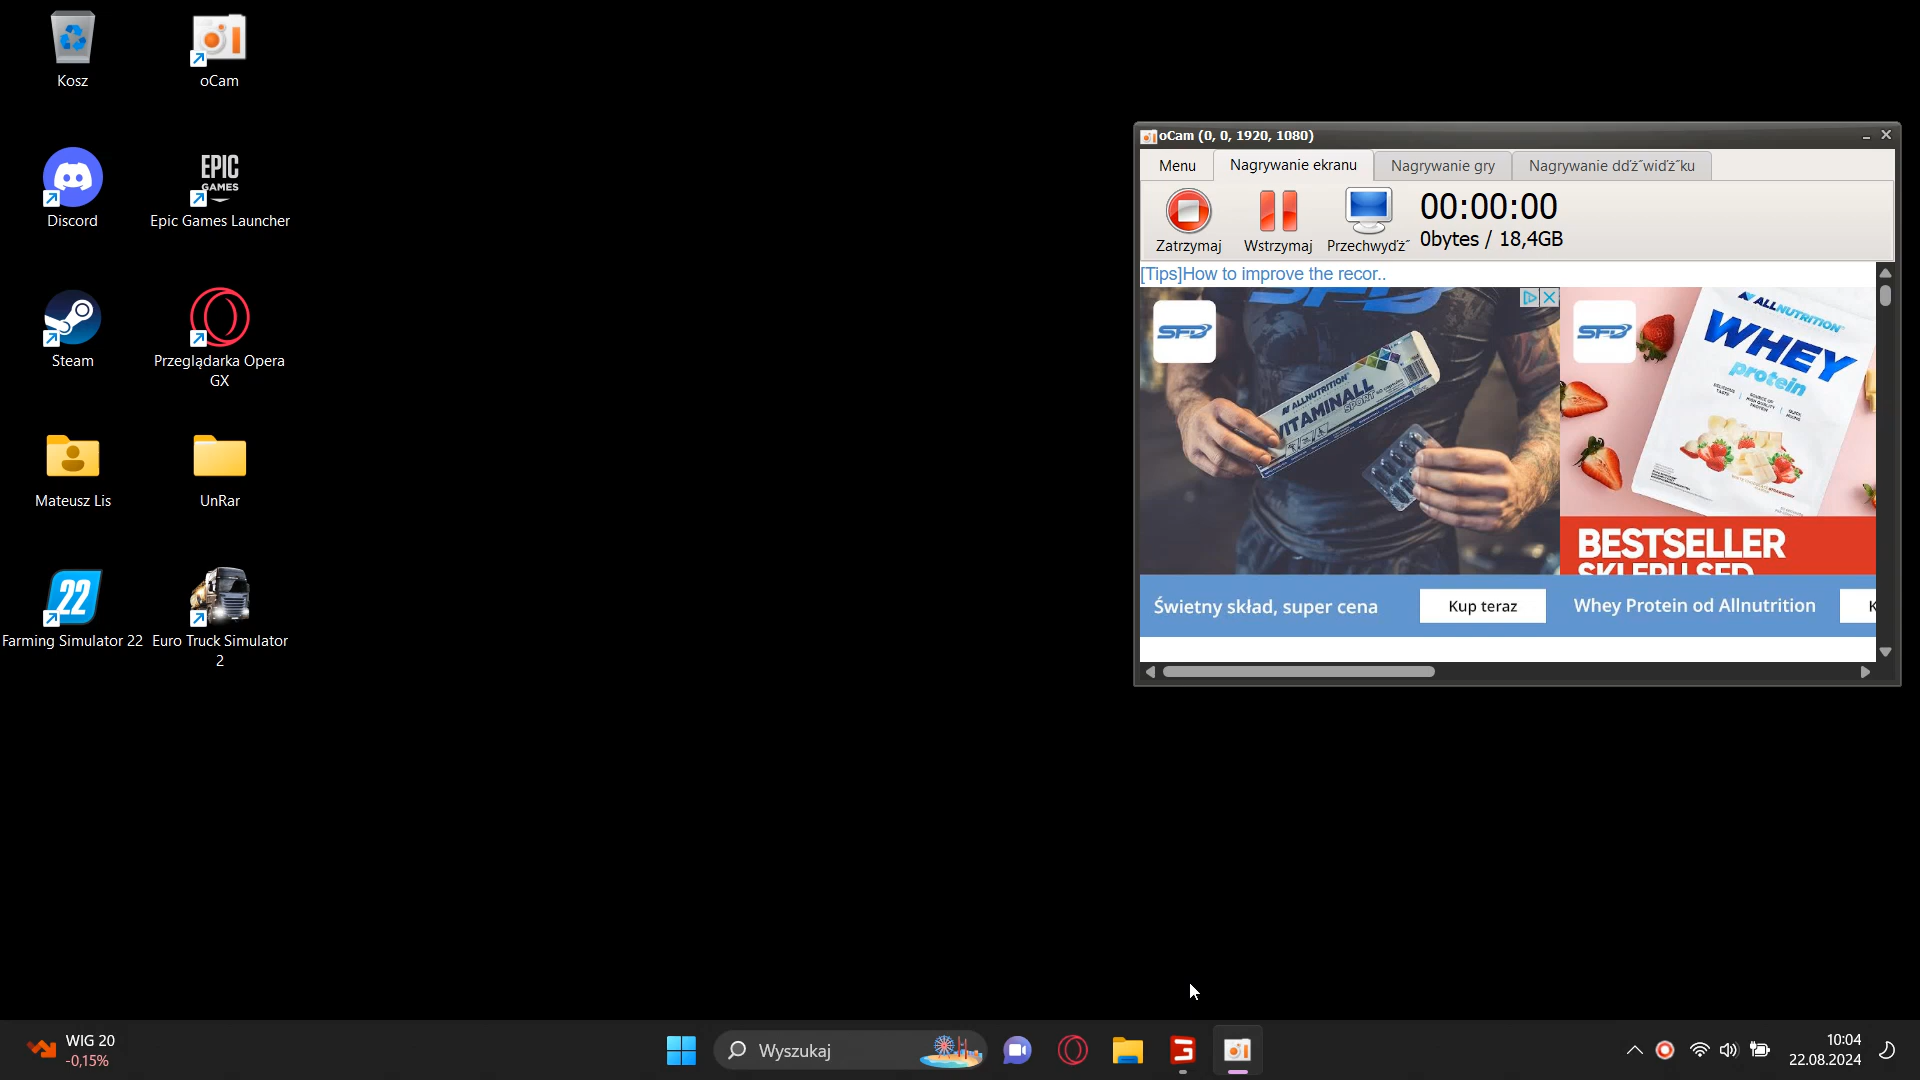 Kosz
oCam
Discord
EPIC
GAMES
Epic Games Launcher
Steam
Przeglądarka Opera
GX
Mateusz Lis
UnRar
22
Farming Simulator 22
Euro Truck Simulator
2
oCam (0, 0, 1920, 1080)
Menu
Nagrywanie ekranu
Nagrywanie gry
Nagrywanie dďż˝wiďż˝ku
Zatrzymaj
Wstrzymaj
Przechwyďż˝
00:00:00
0bytes / 18,4GB
[Tips]How to improve the recor..
SFD
SFD
ALLNUTRITION
VITAMINALL
SPORT
SFD
ALLNUTRITION
WHEY
protein
BESTSELLER
SKLEPU SFD
Świetny skład, super cena
Kup teraz
Whey Protein od Allnutrition
K
WIG 20
-0,15%
Wyszukaj
10:04
22.08.2024